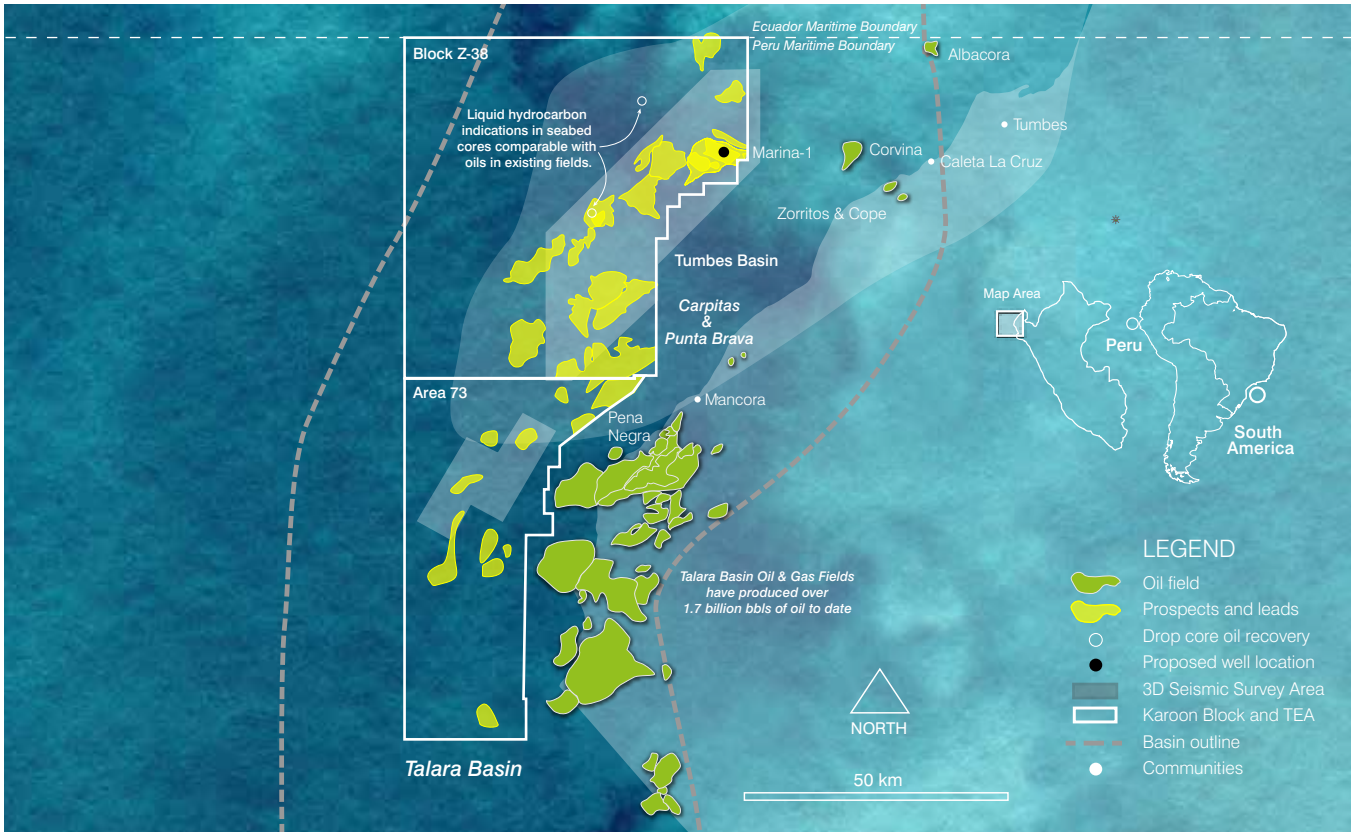 Ecuador Maritime Boundary
Peru Maritime Boundary
Block Z-38
Albacora
Liquid hydrocarbon
indications in seabed
cores comparable with
oils in existing fields.
Tumbes
Marina-1
Corvina
Caleta La Cruz
Zorritos & Cope
Tumbes Basin
Carpitas
&
Punta Brava
Map Area
Peru
South
America
Area 73
Mancora
Pena
Negra
Talara Basin Oil & Gas Fields
have produced over
1.7 billion bbls of oil to date
LEGEND
Oil field
Prospects and leads
Drop core oil recovery
Proposed well location
3D Seismic Survey Area
Karoon Block and TEA
Basin outline
Communities
NORTH
Talara Basin
50 km